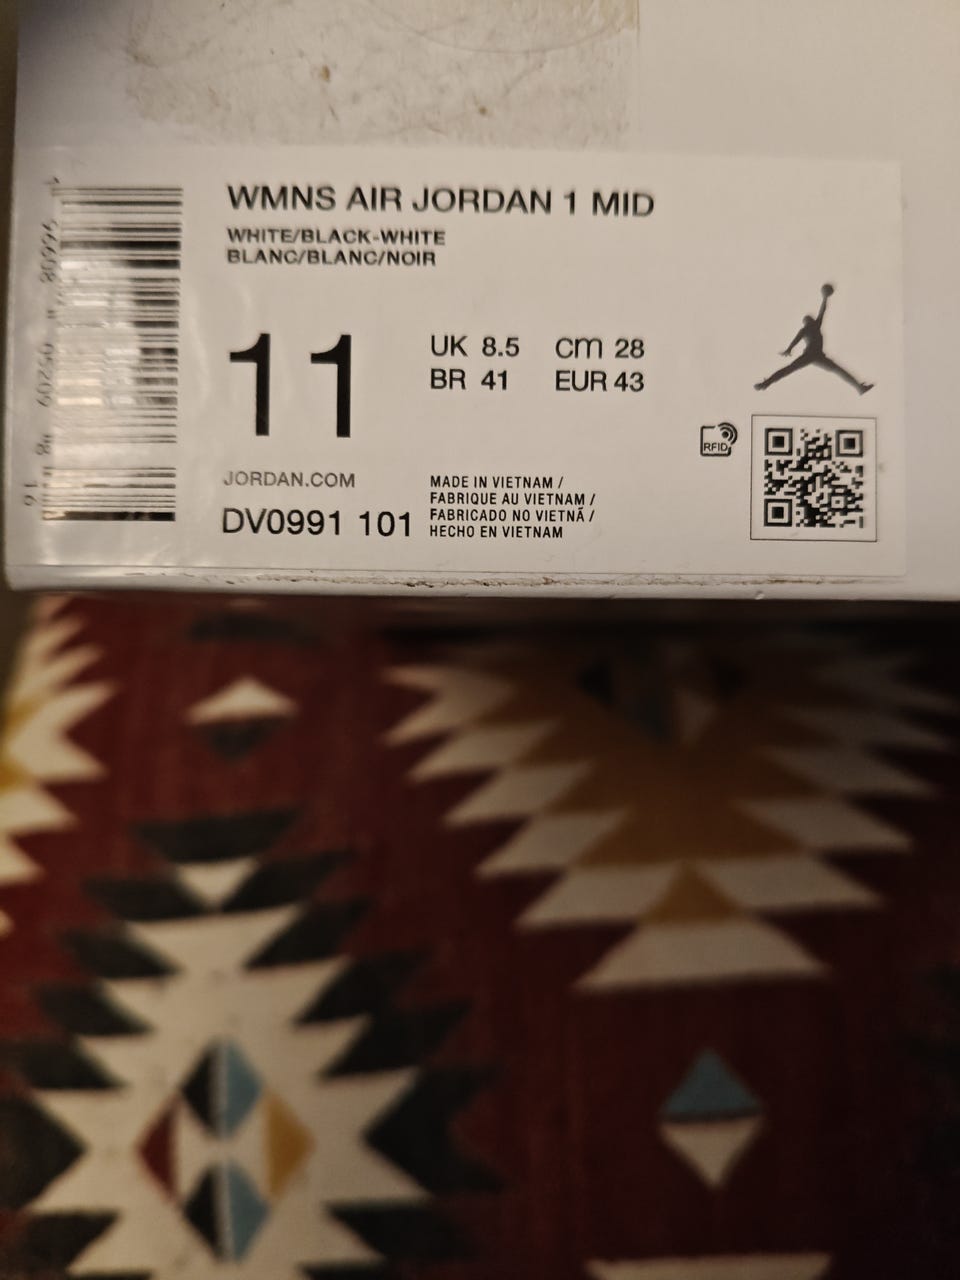 WMNS AIR JORDAN 1 MID
WHITE/BLACK-WHITE
BLANC/BLANC/NOIR
11
UK 8.5 cm 28
BR 41 EUR 43
RFID
JORDAN.COM
DV0991 101
MADE IN VIETNAM /
FABRIQUE AU VIETNAM /
FABRICADO NO VIETNÃ /
HECHO EN VIETNAM